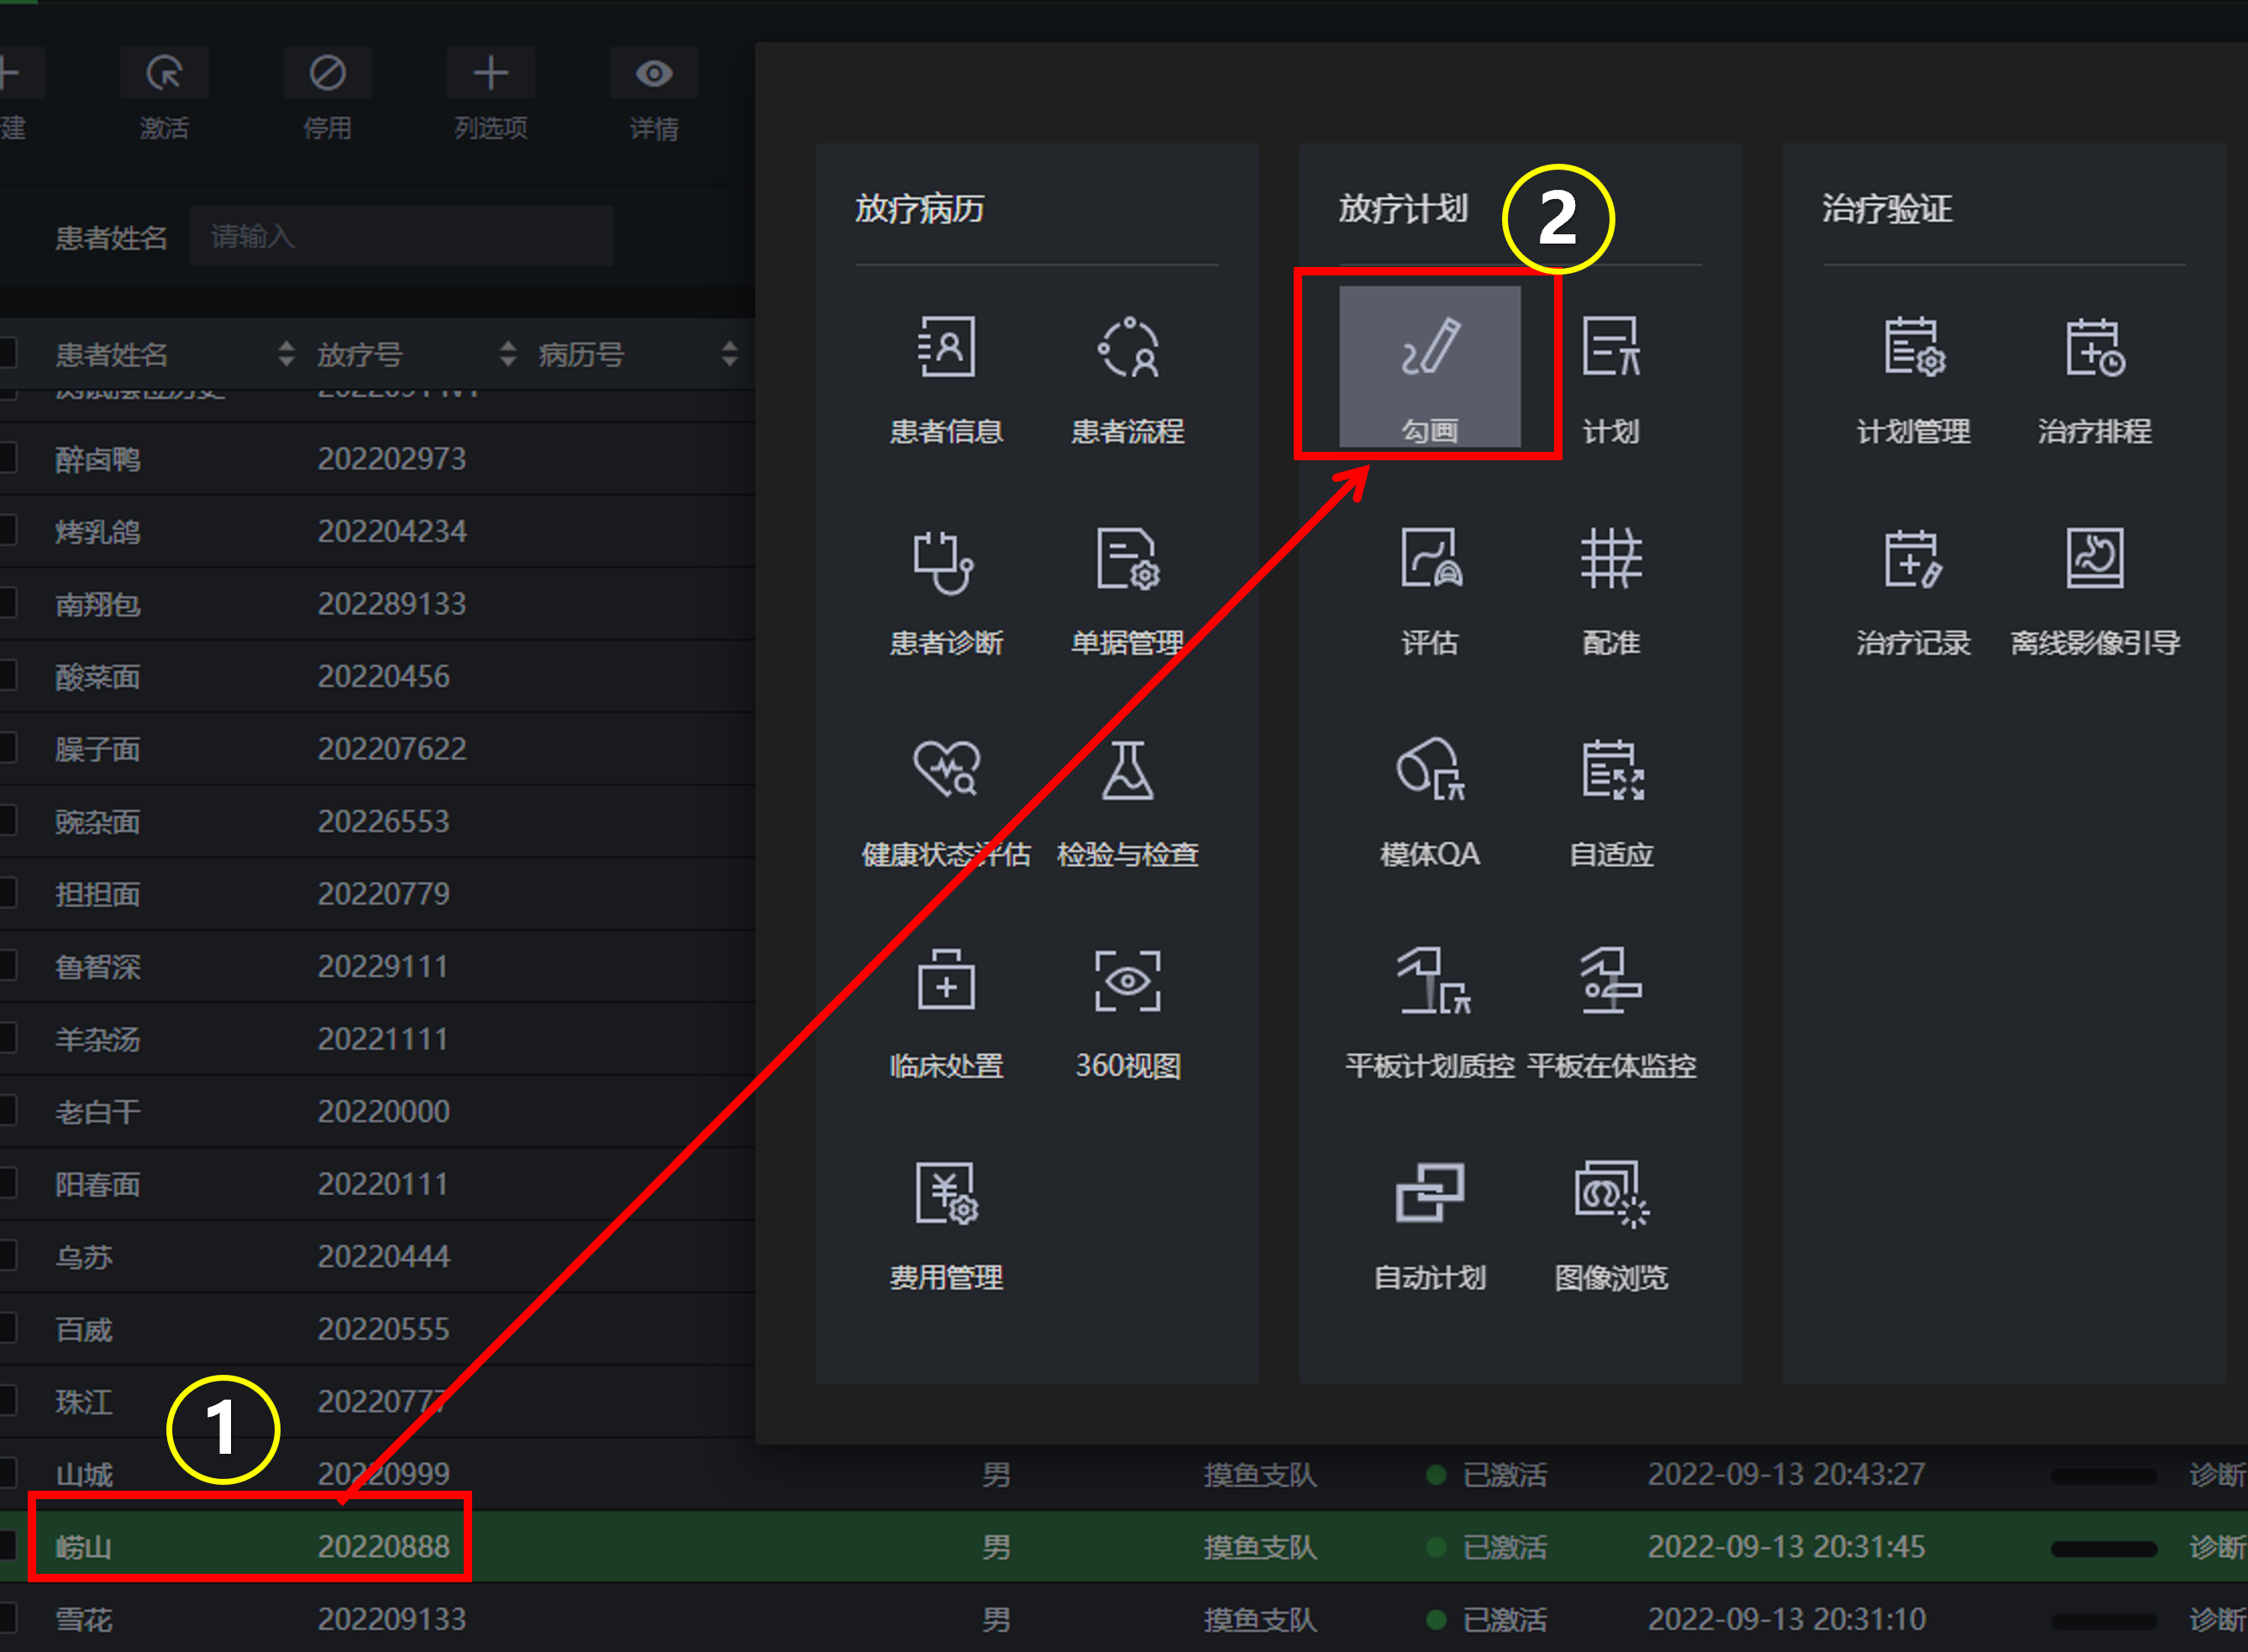 建 激活 停用 列选项 详情
患者姓名 请输入
患者姓名 放疗号 病历号
醉卤鸭 202202973
烤乳鸽 202204234
南翔包 202289133
酸菜面 20220456
臊子面 202207622
豌杂面 20226553
担担面 20220779
鲁智深 20229111
羊杂汤 20221111
老白干 20220000
阳春面 20220111
乌苏 20220444
百威 20220555
珠江 20220777
1
山城 20220999 男 摸鱼支队 已激活 2022-09-13 20:43:27 诊断
崂山 20220888 男 摸鱼支队 已激活 2022-09-13 20:31:45 诊断
雪花 202209133 男 摸鱼支队 已激活 2022-09-13 20:31:10 诊断
放疗病历
患者信息 患者流程
患者诊断 单据管理
健康状态评估 检验与检查
临床处置 360视图
费用管理
放疗计划 2
勾画 计划
评估 配准
模体QA 自适应
平板计划质控 平板在体监控
自动计划 图像浏览
治疗验证
计划管理 治疗排程
治疗记录 离线影像引导